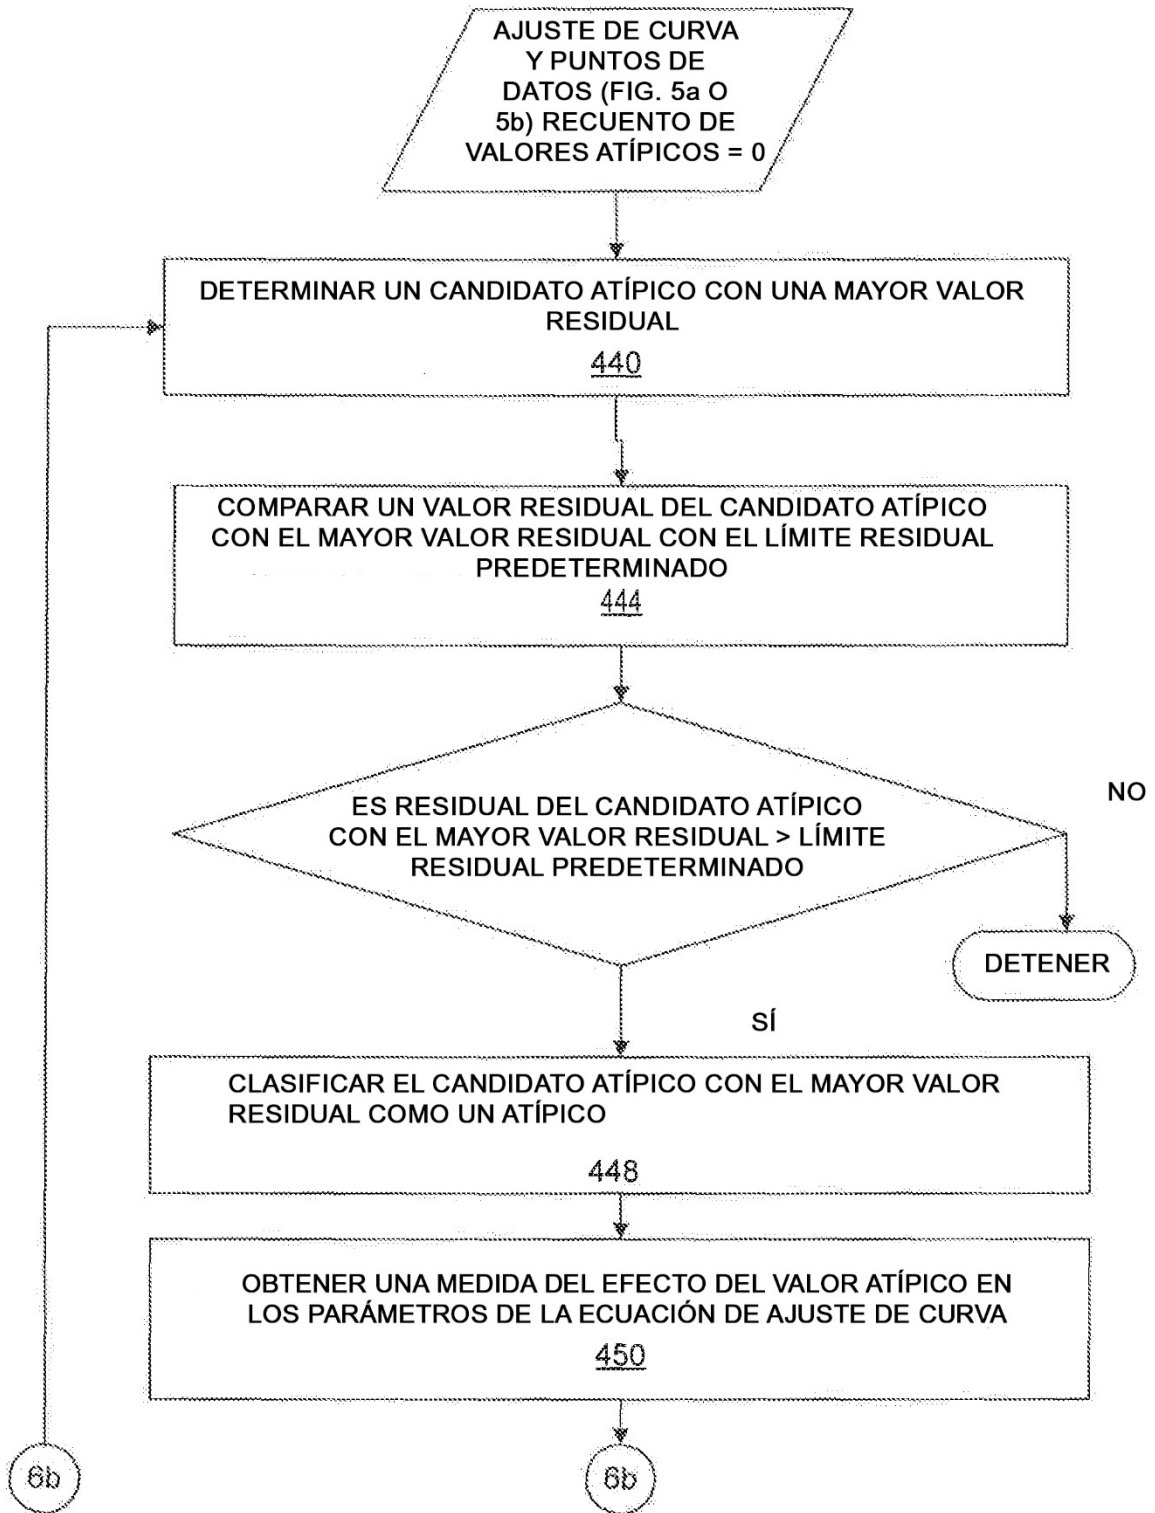 AJUSTE DE CURVA
Y PUNTOS DE
DATOS (FIG. 5a O
5b) RECUENTO DE
VALORES ATÍPICOS = 0
DETERMINAR UN CANDIDATO ATÍPICO CON UNA MAYOR VALOR
RESIDUAL
440
COMPARAR UN VALOR RESIDUAL DEL CANDIDATO ATÍPICO
CON EL MAYOR VALOR RESIDUAL CON EL LÍMITE RESIDUAL
PREDETERMINADO
444
NO
ES RESIDUAL DEL CANDIDATO ATÍPICO
CON EL MAYOR VALOR RESIDUAL > LÍMITE
RESIDUAL PREDETERMINADO
DETENER
SÍ
CLASIFICAR EL CANDIDATO ATÍPICO CON EL MAYOR VALOR
RESIDUAL COMO UN ATÍPICO
448
OBTENER UNA MEDIDA DEL EFECTO DEL VALOR ATÍPICO EN
LOS PARÁMETROS DE LA ECUACIÓN DE AJUSTE DE CURVA
450
6b
6b